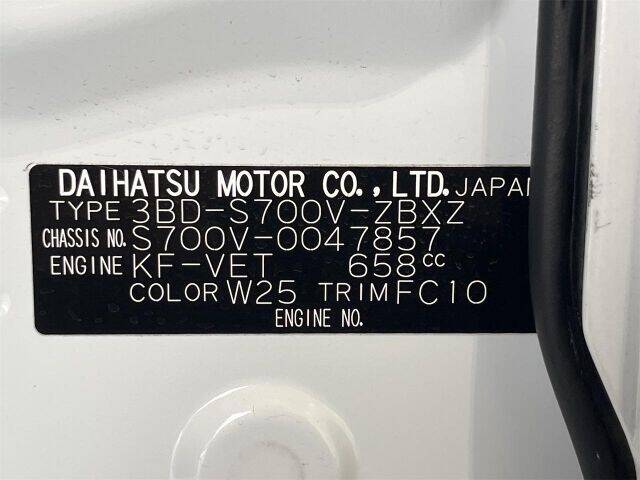 DAIHATSU MOTOR CO.,LTD. JAPAN
TYPE 3BD-S700V-ZBXZ
CHASSIS NO. S700V-0047857
ENGINE KF-VET 658cc
COLOR W25 TRIM FC10
ENGINE NO.